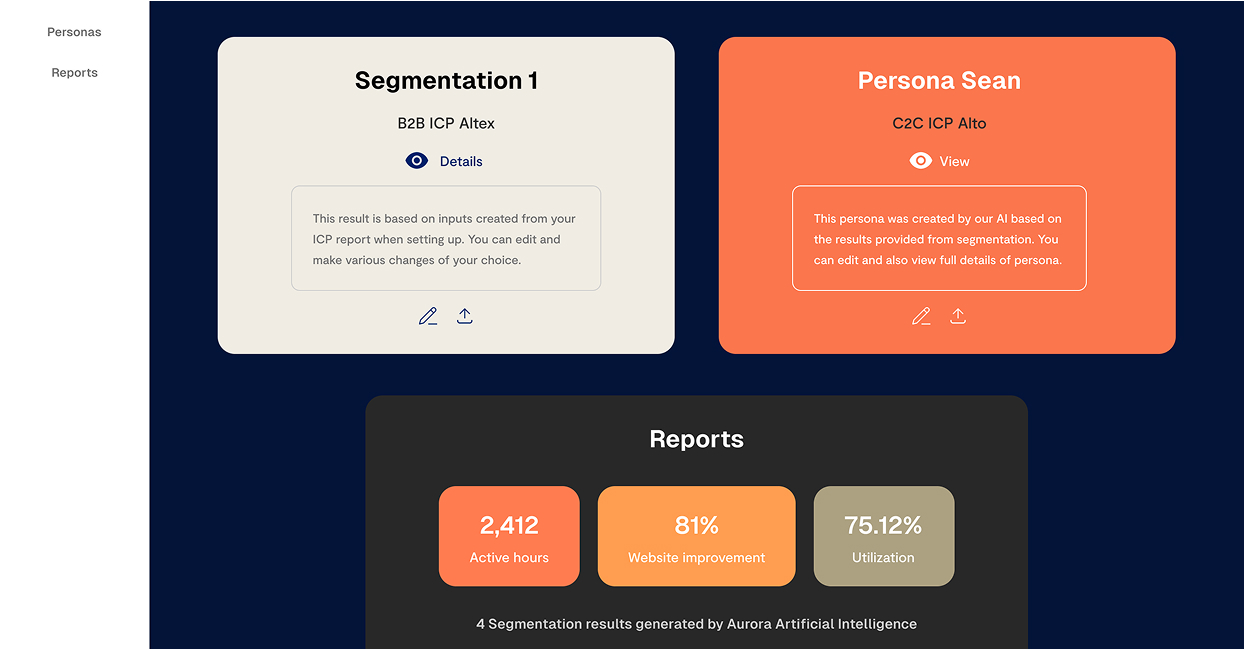 Personas
Reports
Segmentation 1
B2B ICP Altex
Details
This result is based on inputs created from your
ICP report when setting up. You can edit and
make various changes of your choice.
Persona Sean
C2C ICP Alto
View
This persona was created by our AI based on
the results provided from segmentation. You
can edit and also view full details of persona.
Reports
2,412
Active hours
81%
Website improvement
75.12%
Utilization
4 Segmentation results generated by Aurora Artificial Intelligence